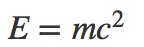 E = mc²